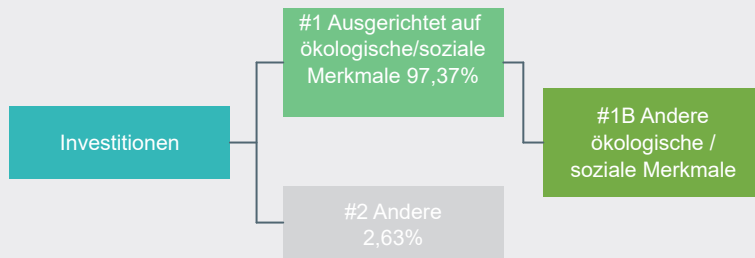 Investitionen
#1 Ausgerichtet auf
ökologische/soziale
Merkmale 97,37%
#2 Andere
2,63%
#1B Andere
ökologische /
soziale Merkmale